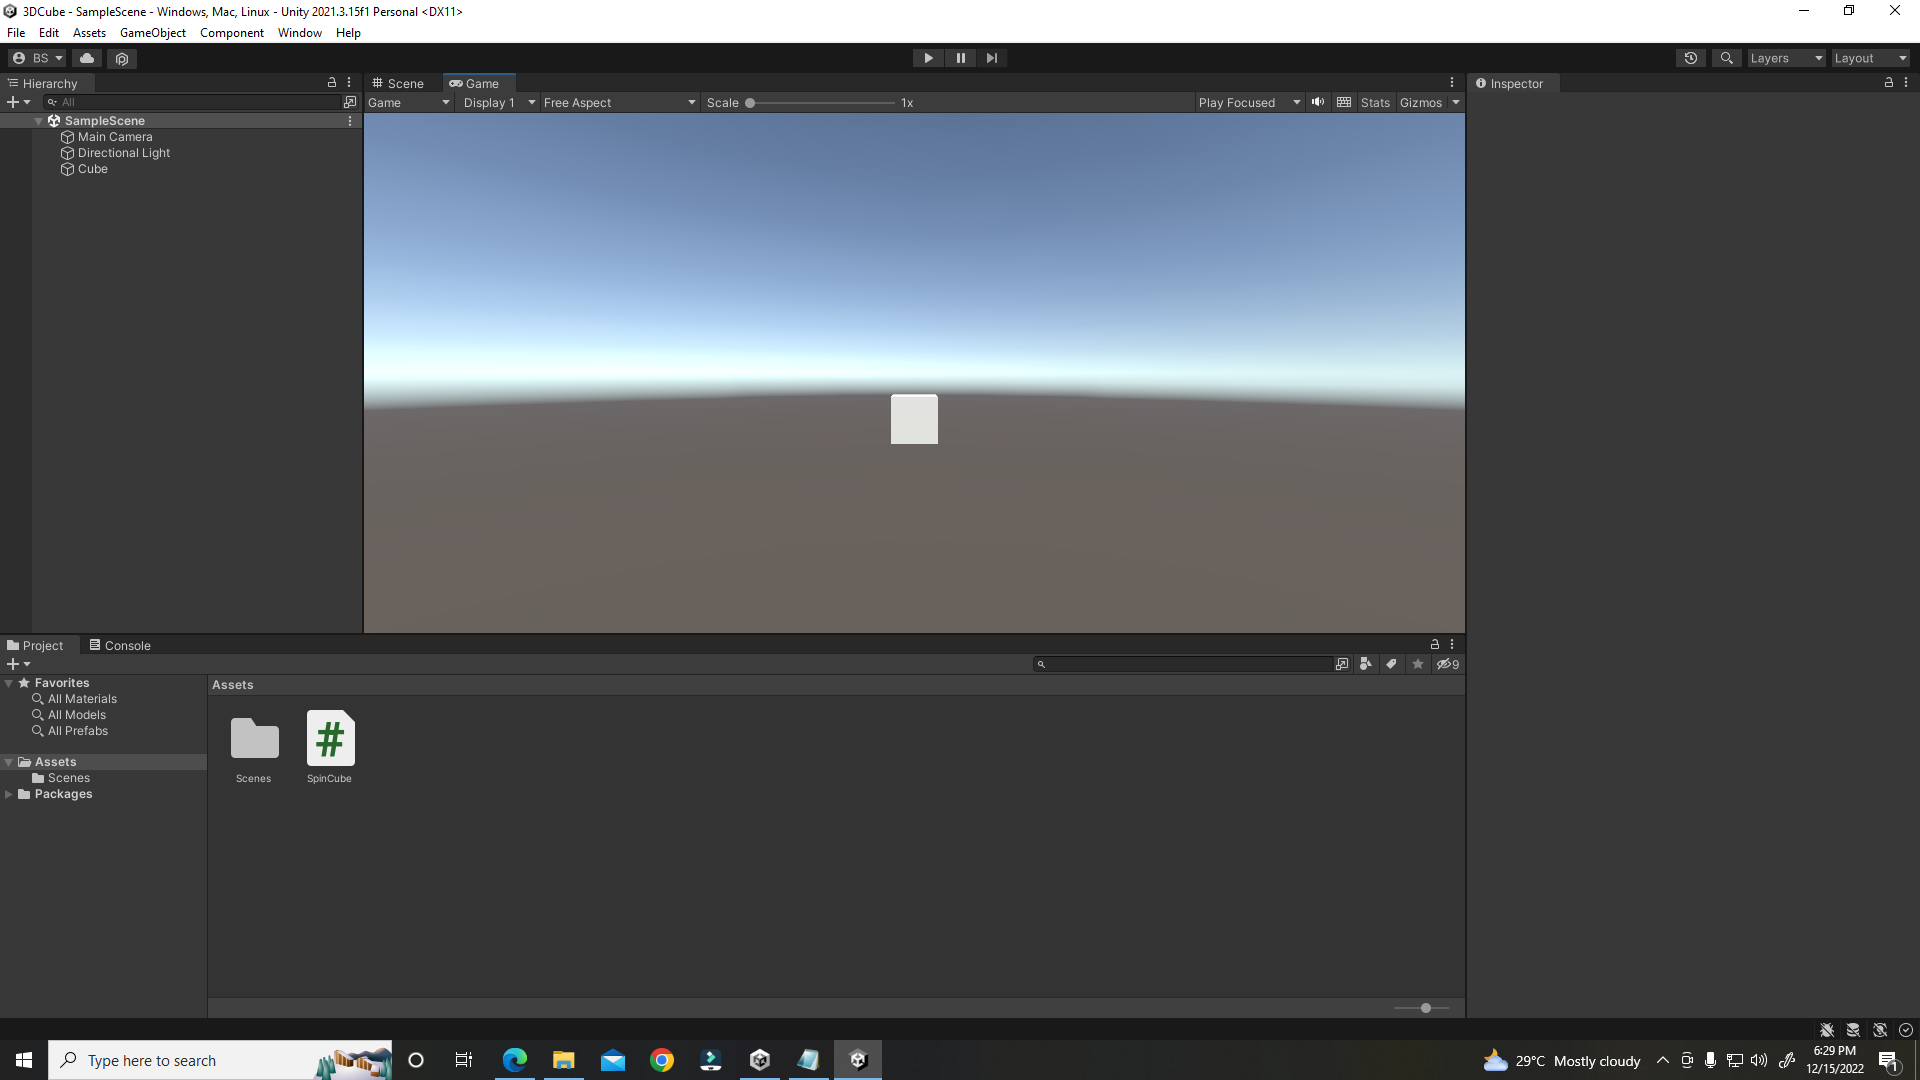 3DCube - SampleScene - Windows, Mac, Linux - Unity 2021.3.15f1 Personal <DX11>
File Edit Assets GameObject Component Window Help
BS Layers Layout
Hierarchy Scene Game Inspector
All Game Display 1 Free Aspect Scale 1x Play Focused Stats Gizmos
SampleScene
Main Camera
Directional Light
Cube
Project Console
9
Favorites
All Materials
All Models
All Prefabs
Assets
Scenes
Packages
Assets
Scenes SpinCube
Type here to search
29°C Mostly cloudy
6:29 PM
12/15/2022
1